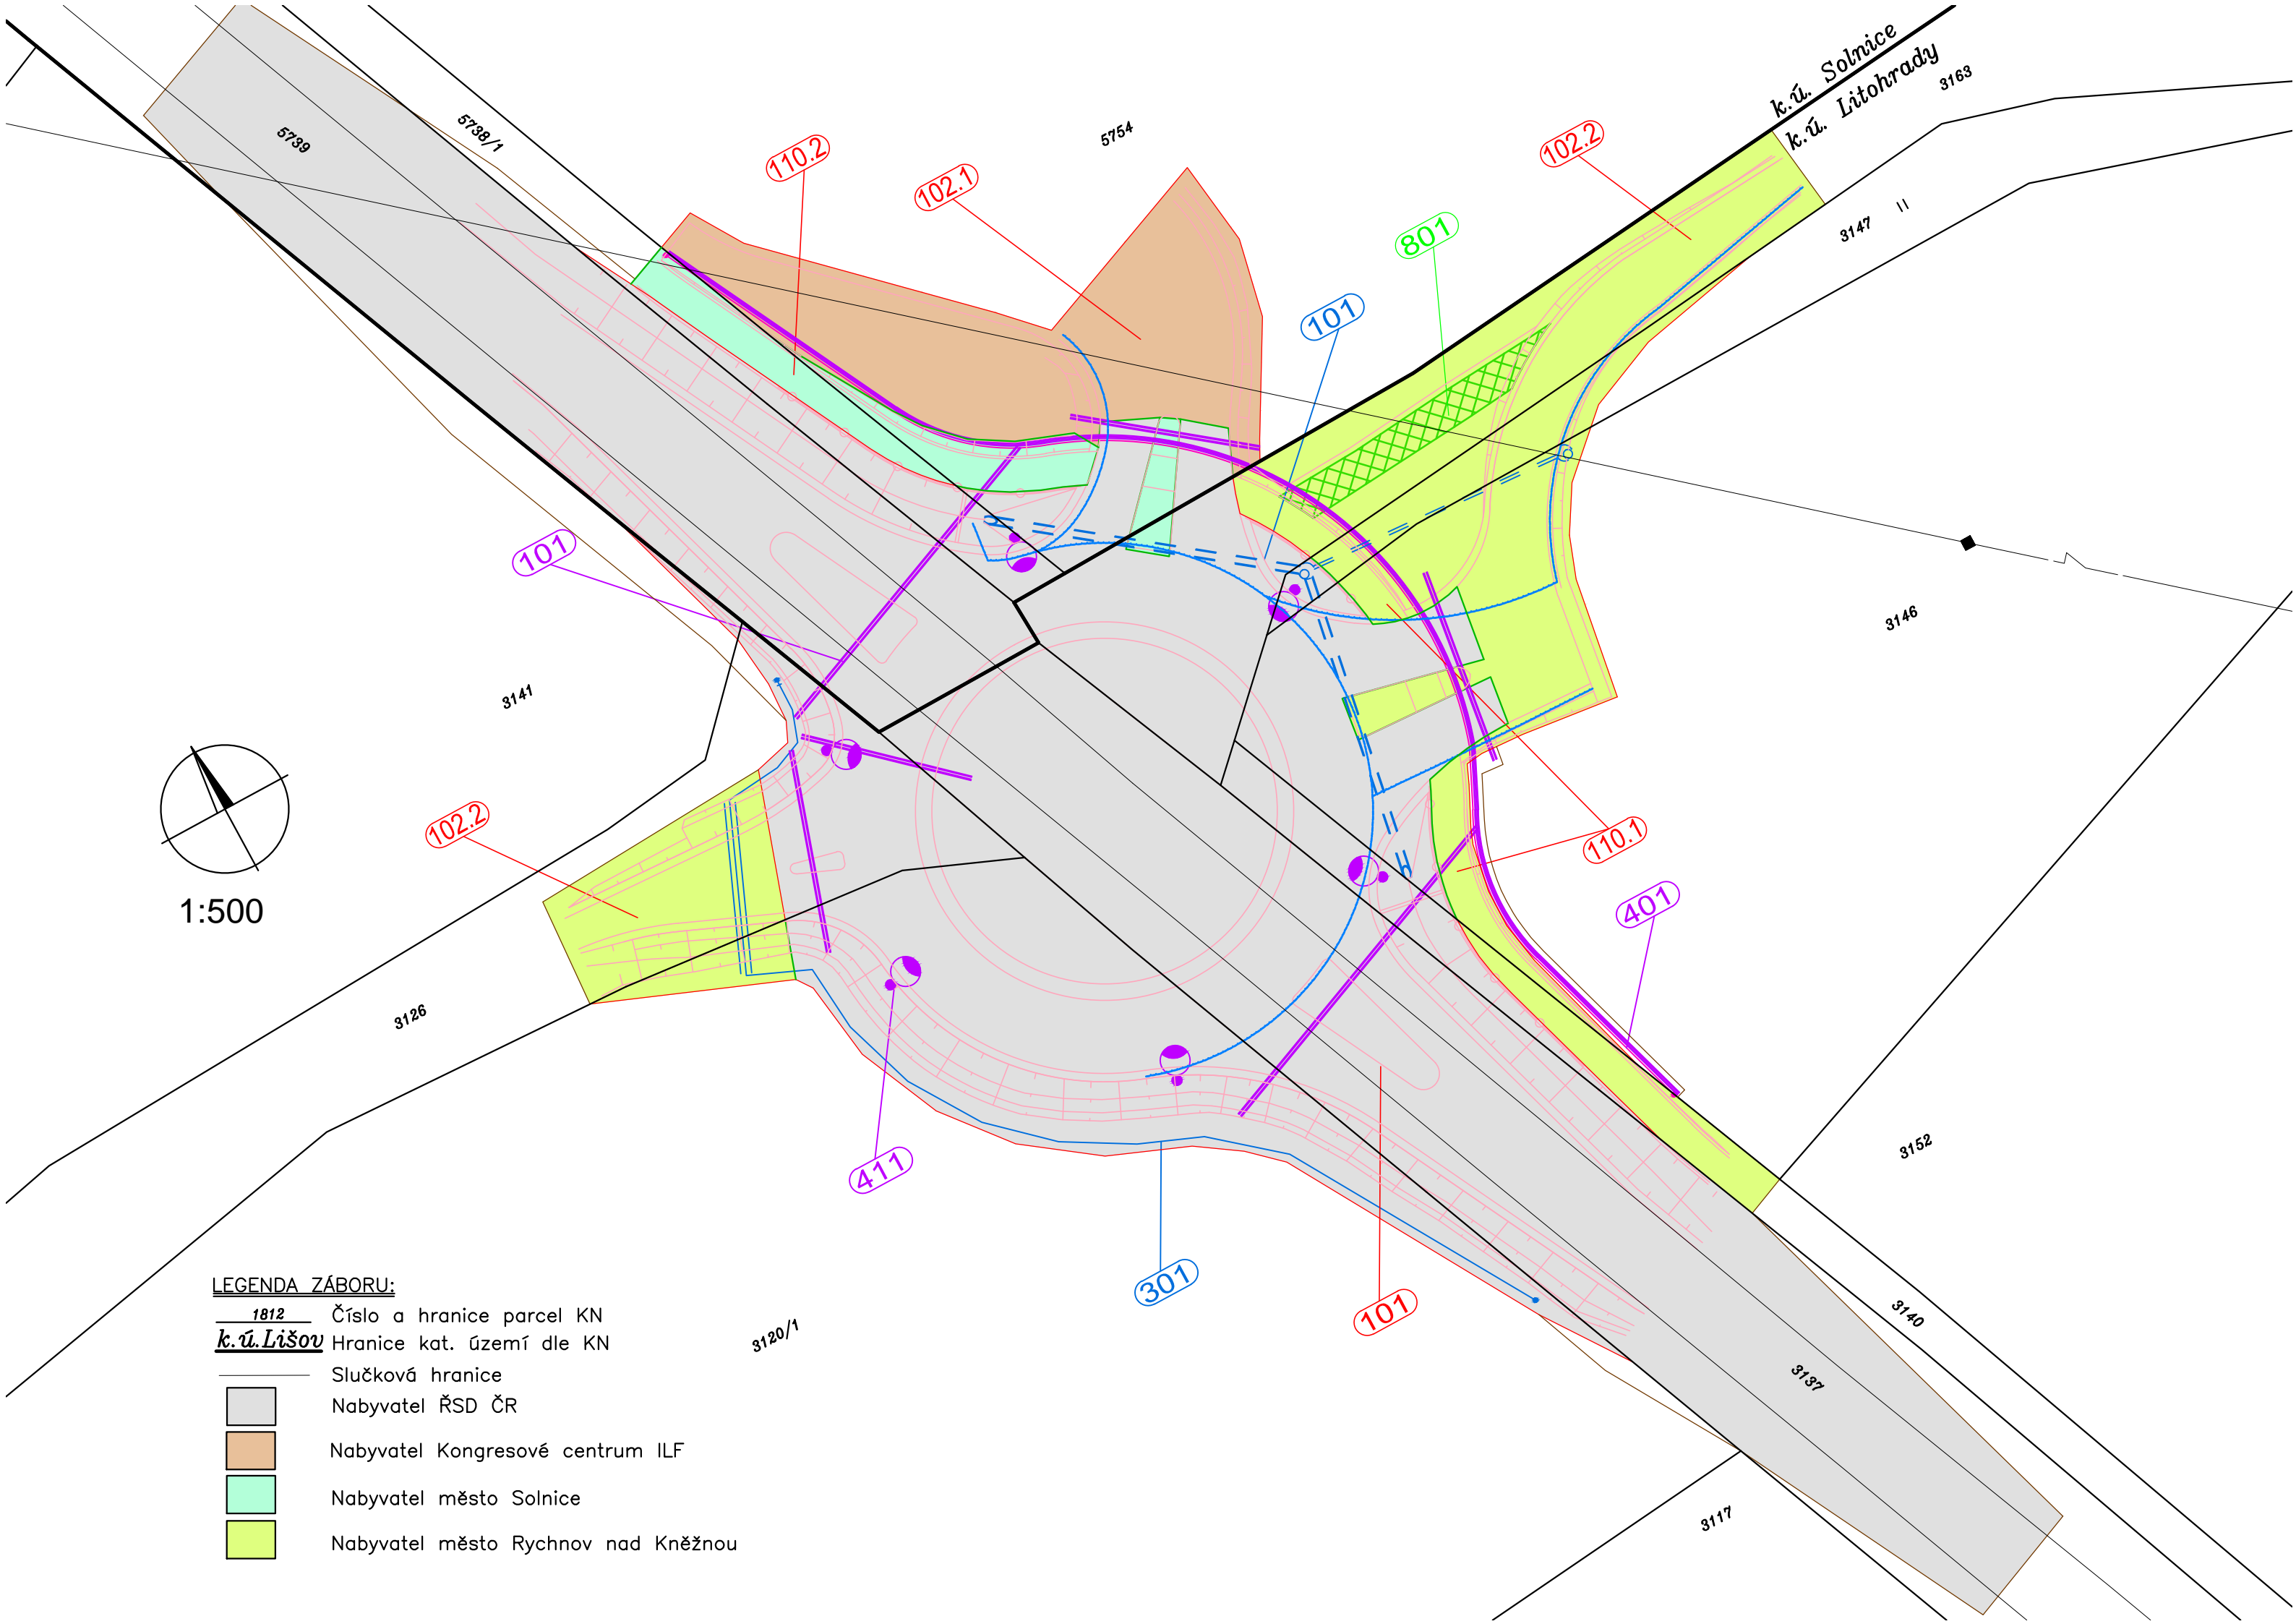 k.ú. Solnice
k.ú. Litohrady
3163
5739
5738/1
5754
110.2
102.1
102.2
801
3147
101
101
3146
3141
102.2
1:500
110.1
401
3126
411
301
101
3152
3140
3120/1
3137
3117
LEGENDA ZÁBORU:
1812 Číslo a hranice parcel KN
k.ú.Lišov Hranice kat. území dle KN
Slučková hranice
Nabyvatel ŘSD ČR
Nabyvatel Kongresové centrum ILF
Nabyvatel město Solnice
Nabyvatel město Rychnov nad Kněžnou